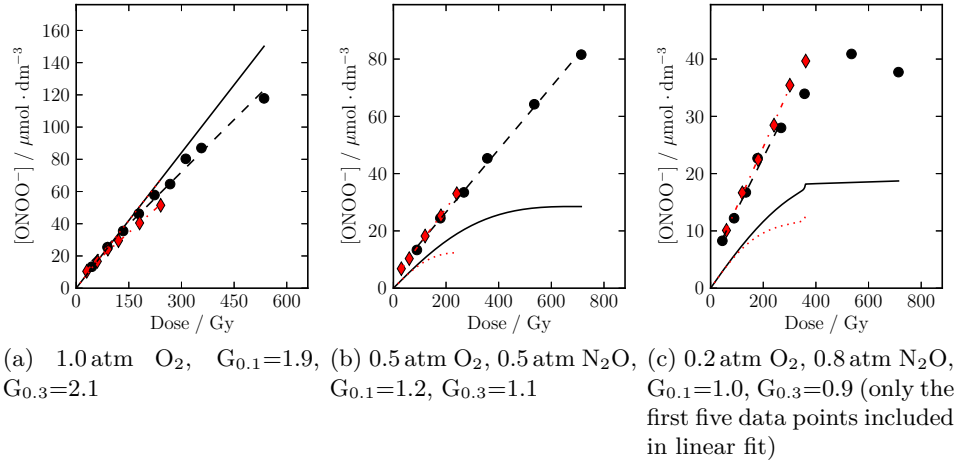 [ONOO⁻] / μmol · dm⁻³
160
140
120
100
80
60
40
20
0
0 150 300 450 600
Dose / Gy
[ONOO⁻] / μmol · dm⁻³
80
60
40
20
0
0 200 400 600 800
Dose / Gy
[ONOO⁻] / μmol · dm⁻³
40
30
20
10
0
0 200 400 600 800
Dose / Gy
(a) 1.0 atm O₂, G₀.₁=1.9,
G₀.₃=2.1
(b) 0.5 atm O₂, 0.5 atm N₂O,
G₀.₁=1.2, G₀.₃=1.1
(c) 0.2 atm O₂, 0.8 atm N₂O,
G₀.₁=1.0, G₀.₃=0.9 (only the
first five data points included
in linear fit)